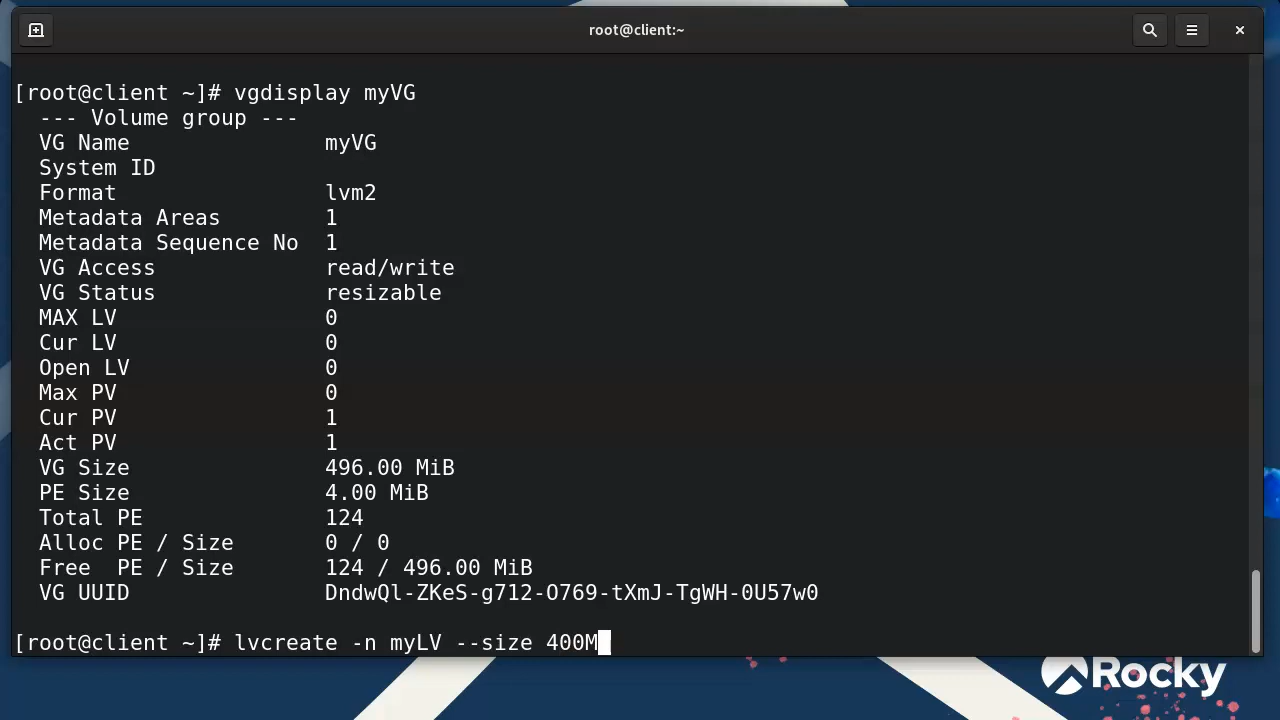 root@client:~
[root@client ~]# vgdisplay myVG
--- Volume group ---
VG Name myVG
System ID
Format lvm2
Metadata Areas 1
Metadata Sequence No 1
VG Access read/write
VG Status resizable
MAX LV 0
Cur LV 0
Open LV 0
Max PV 0
Cur PV 1
Act PV 1
VG Size 496.00 MiB
PE Size 4.00 MiB
Total PE 124
Alloc PE / Size 0 / 0
Free  PE / Size 124 / 496.00 MiB
VG UUID DndwQl-ZKeS-g712-O769-tXmJ-TgWH-0U57w0
[root@client ~]# lvcreate -n myLV --size 400M
Rocky